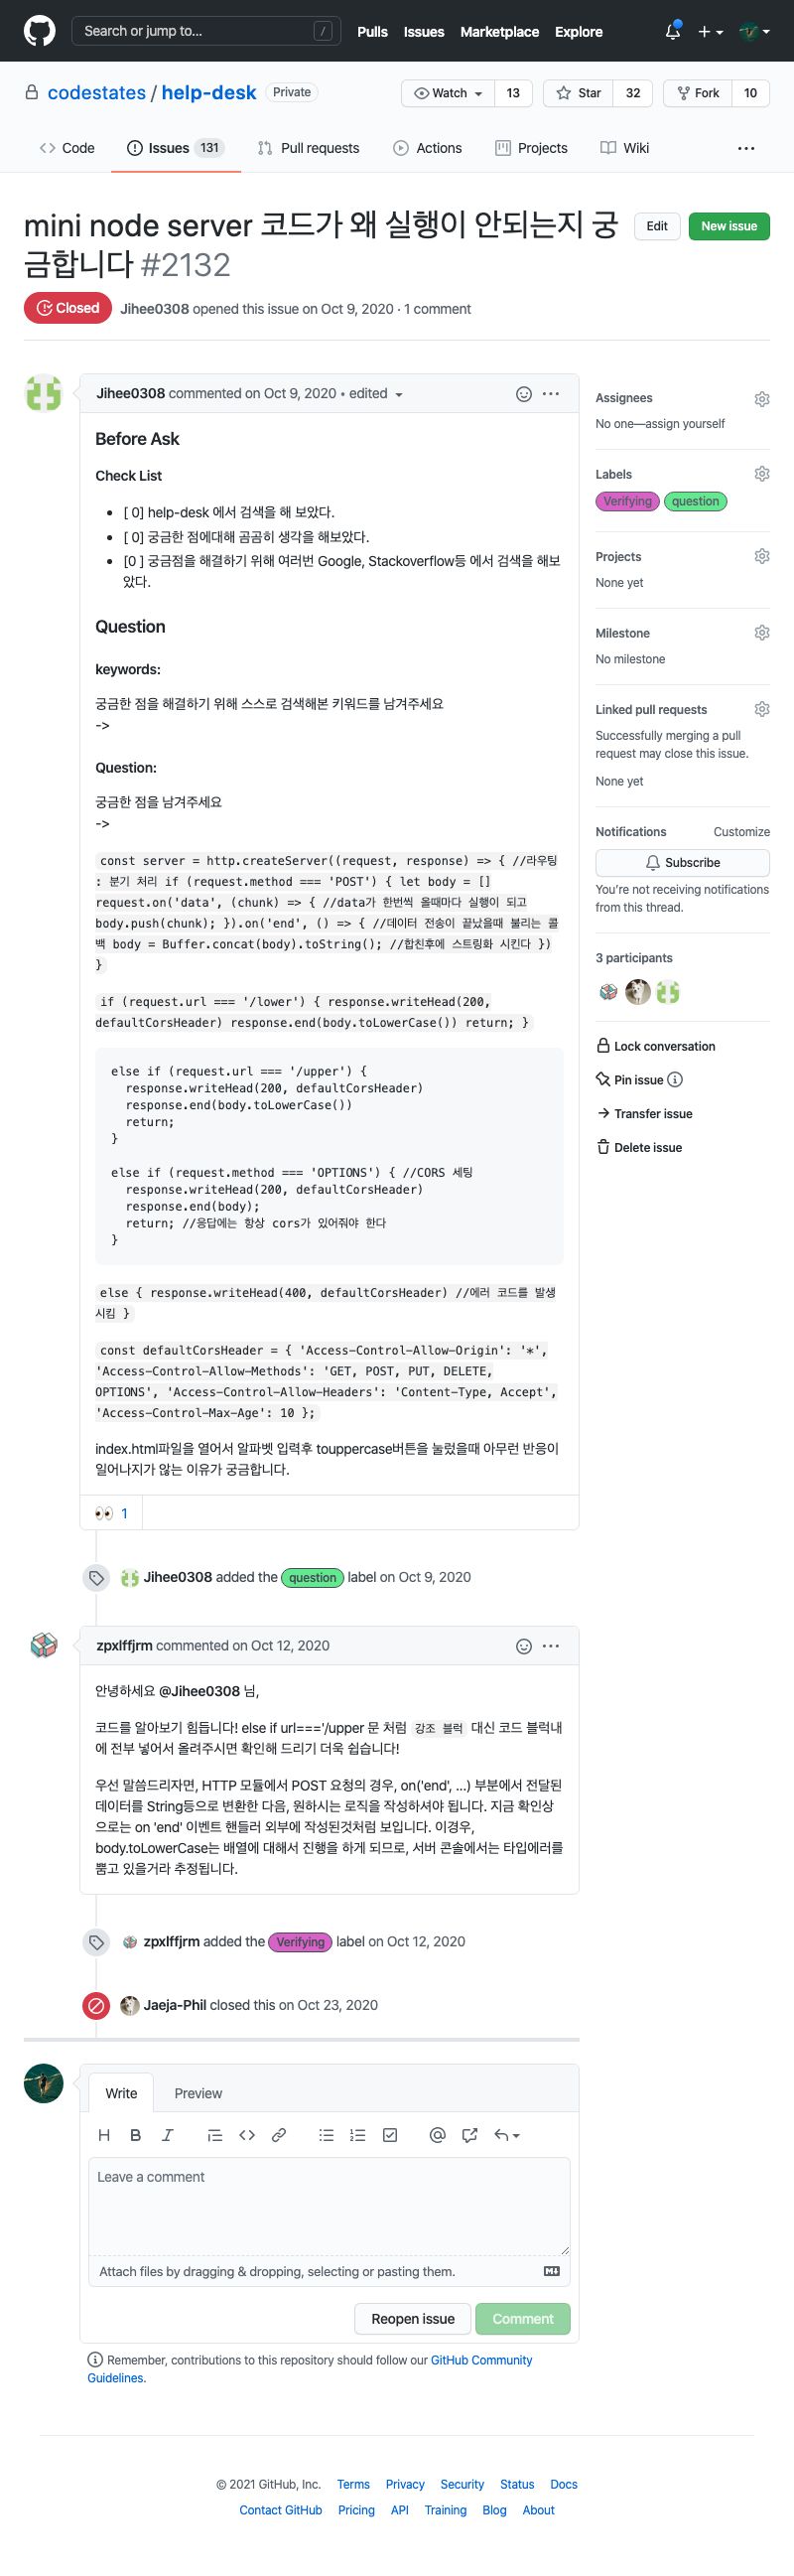 Search or jump to...
/
Pulls
Issues
Marketplace
Explore
codestates / help-desk
Private
Watch
13
Star
32
Fork
10
Code
Issues 131
Pull requests
Actions
Projects
Wiki
mini node server 코드가 왜 실행이 안되는지 궁
금합니다 #2132
Edit
New issue
Closed
Jihee0308 opened this issue on Oct 9, 2020 · 1 comment
Jihee0308 commented on Oct 9, 2020 • edited
Before Ask
Check List
• [ 0] help-desk 에서 검색을 해 보았다.
• [ 0] 궁금한 점에대해 곰곰히 생각을 해보았다.
• [0 ] 궁금점을 해결하기 위해 여러번 Google, Stackoverflow등 에서 검색을 해보
았다.
Question
keywords:
궁금한 점을 해결하기 위해 스스로 검색해본 키워드를 남겨주세요
->
Question:
궁금한 점을 남겨주세요
->
const server = http.createServer((request, response) => { //라우팅
: 분기 처리 if (request.method === 'POST') { let body = []
request.on('data', (chunk) => { //data가 한번씩 올때마다 실행이 되고
body.push(chunk); }).on('end', () => { //데이터 전송이 끝났을때 불리는 콜
백 body = Buffer.concat(body).toString(); //합친후에 스트링화 시킨다 })
}
if (request.url === '/lower') { response.writeHead(200,
defaultCorsHeader) response.end(body.toLowerCase()) return; }
else if (request.url === '/upper') {
response.writeHead(200, defaultCorsHeader)
response.end(body.toLowerCase())
return;
}
else if (request.method === 'OPTIONS') { //CORS 세팅
response.writeHead(200, defaultCorsHeader)
response.end(body);
return; //응답에는 항상 cors가 있어줘야 한다
}
else { response.writeHead(400, defaultCorsHeader) //에러 코드를 발생
시킴 }
const defaultCorsHeader = { 'Access-Control-Allow-Origin': '*',
'Access-Control-Allow-Methods': 'GET, POST, PUT, DELETE,
OPTIONS', 'Access-Control-Allow-Headers': 'Content-Type, Accept',
'Access-Control-Max-Age': 10 };
index.html파일을 열어서 알파벳 입력후 touppercase버튼을 눌렀을때 아무런 반응이
일어나지가 않는 이유가 궁금합니다.
👀 1
Jihee0308 added the question label on Oct 9, 2020
zpxlffjrm commented on Oct 12, 2020
안녕하세요 @Jihee0308 님,
코드를 알아보기 힘듭니다! else if url==='/upper 문 처럼 강조 블럭 대신 코드 블럭내
에 전부 넣어서 올려주시면 확인해 드리기 더욱 쉽습니다!
우선 말씀드리자면, HTTP 모듈에서 POST 요청의 경우, on('end', ...) 부분에서 전달된
데이터를 String등으로 변환한 다음, 원하시는 로직을 작성하셔야 됩니다. 지금 확인상
으로는 on 'end' 이벤트 핸들러 외부에 작성된것처럼 보입니다. 이경우,
body.toLowerCase는 배열에 대해서 진행을 하게 되므로, 서버 콘솔에서는 타입에러를
뿜고 있을거라 추정됩니다.
zpxlffjrm added the Verifying label on Oct 12, 2020
Jaeja-Phil closed this on Oct 23, 2020
Write
Preview
Leave a comment
Attach files by dragging & dropping, selecting or pasting them.
Reopen issue
Comment
Remember, contributions to this repository should follow our GitHub Community
Guidelines.
Assignees
No one—assign yourself
Labels
Verifying
question
Projects
None yet
Milestone
No milestone
Linked pull requests
Successfully merging a pull
request may close this issue.
None yet
Notifications
Customize
Subscribe
You're not receiving notifications
from this thread.
3 participants
Lock conversation
Pin issue
Transfer issue
Delete issue
© 2021 GitHub, Inc.
Terms
Privacy
Security
Status
Docs
Contact GitHub
Pricing
API
Training
Blog
About